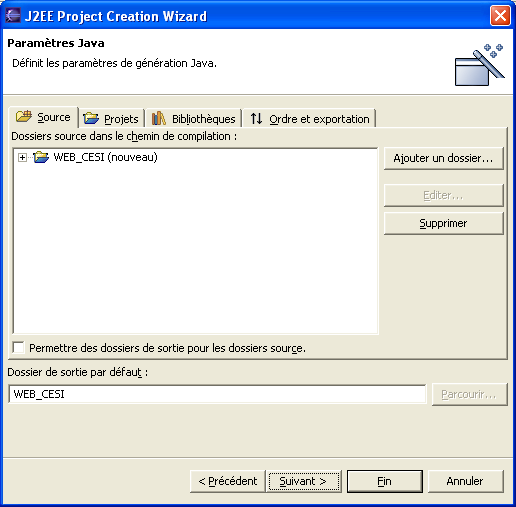 J2EE Project Creation Wizard
Paramètres Java
Définit les paramètres de génération Java.
Source Projets Bibliothèques Ordre et exportation
Dossiers source dans le chemin de compilation :
WEB_CESI (nouveau)
Ajouter un dossier...
Editer...
Supprimer
Permettre des dossiers de sortie pour les dossiers source.
Dossier de sortie par défaut :
WEB_CESI
Parcourir...
< Précédent Suivant > Fin Annuler